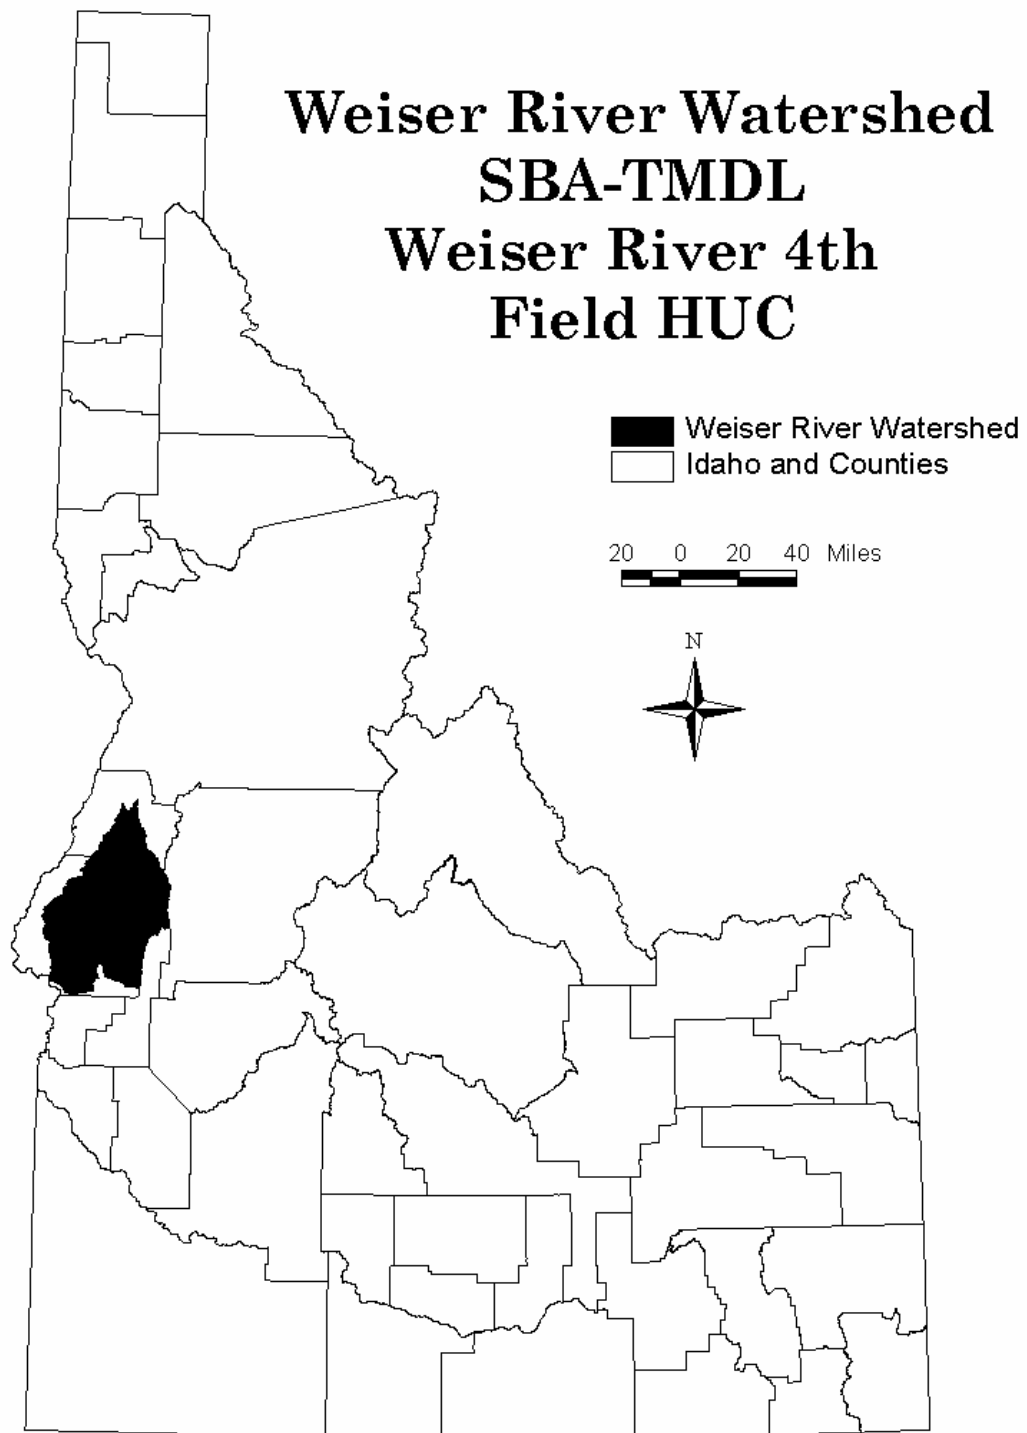 Weiser River Watershed
SBA-TMDL
Weiser River 4th
Field HUC
Weiser River Watershed
Idaho and Counties
20 0 20 40 Miles
N